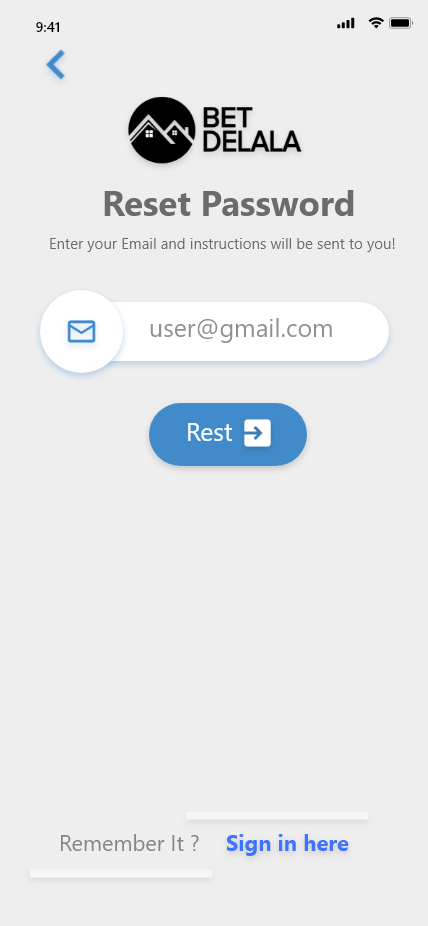 9:41
BET
DELALA
Reset Password
Enter your Email and instructions will be sent to you!
user@gmail.com
Rest
Remember It ? Sign in here